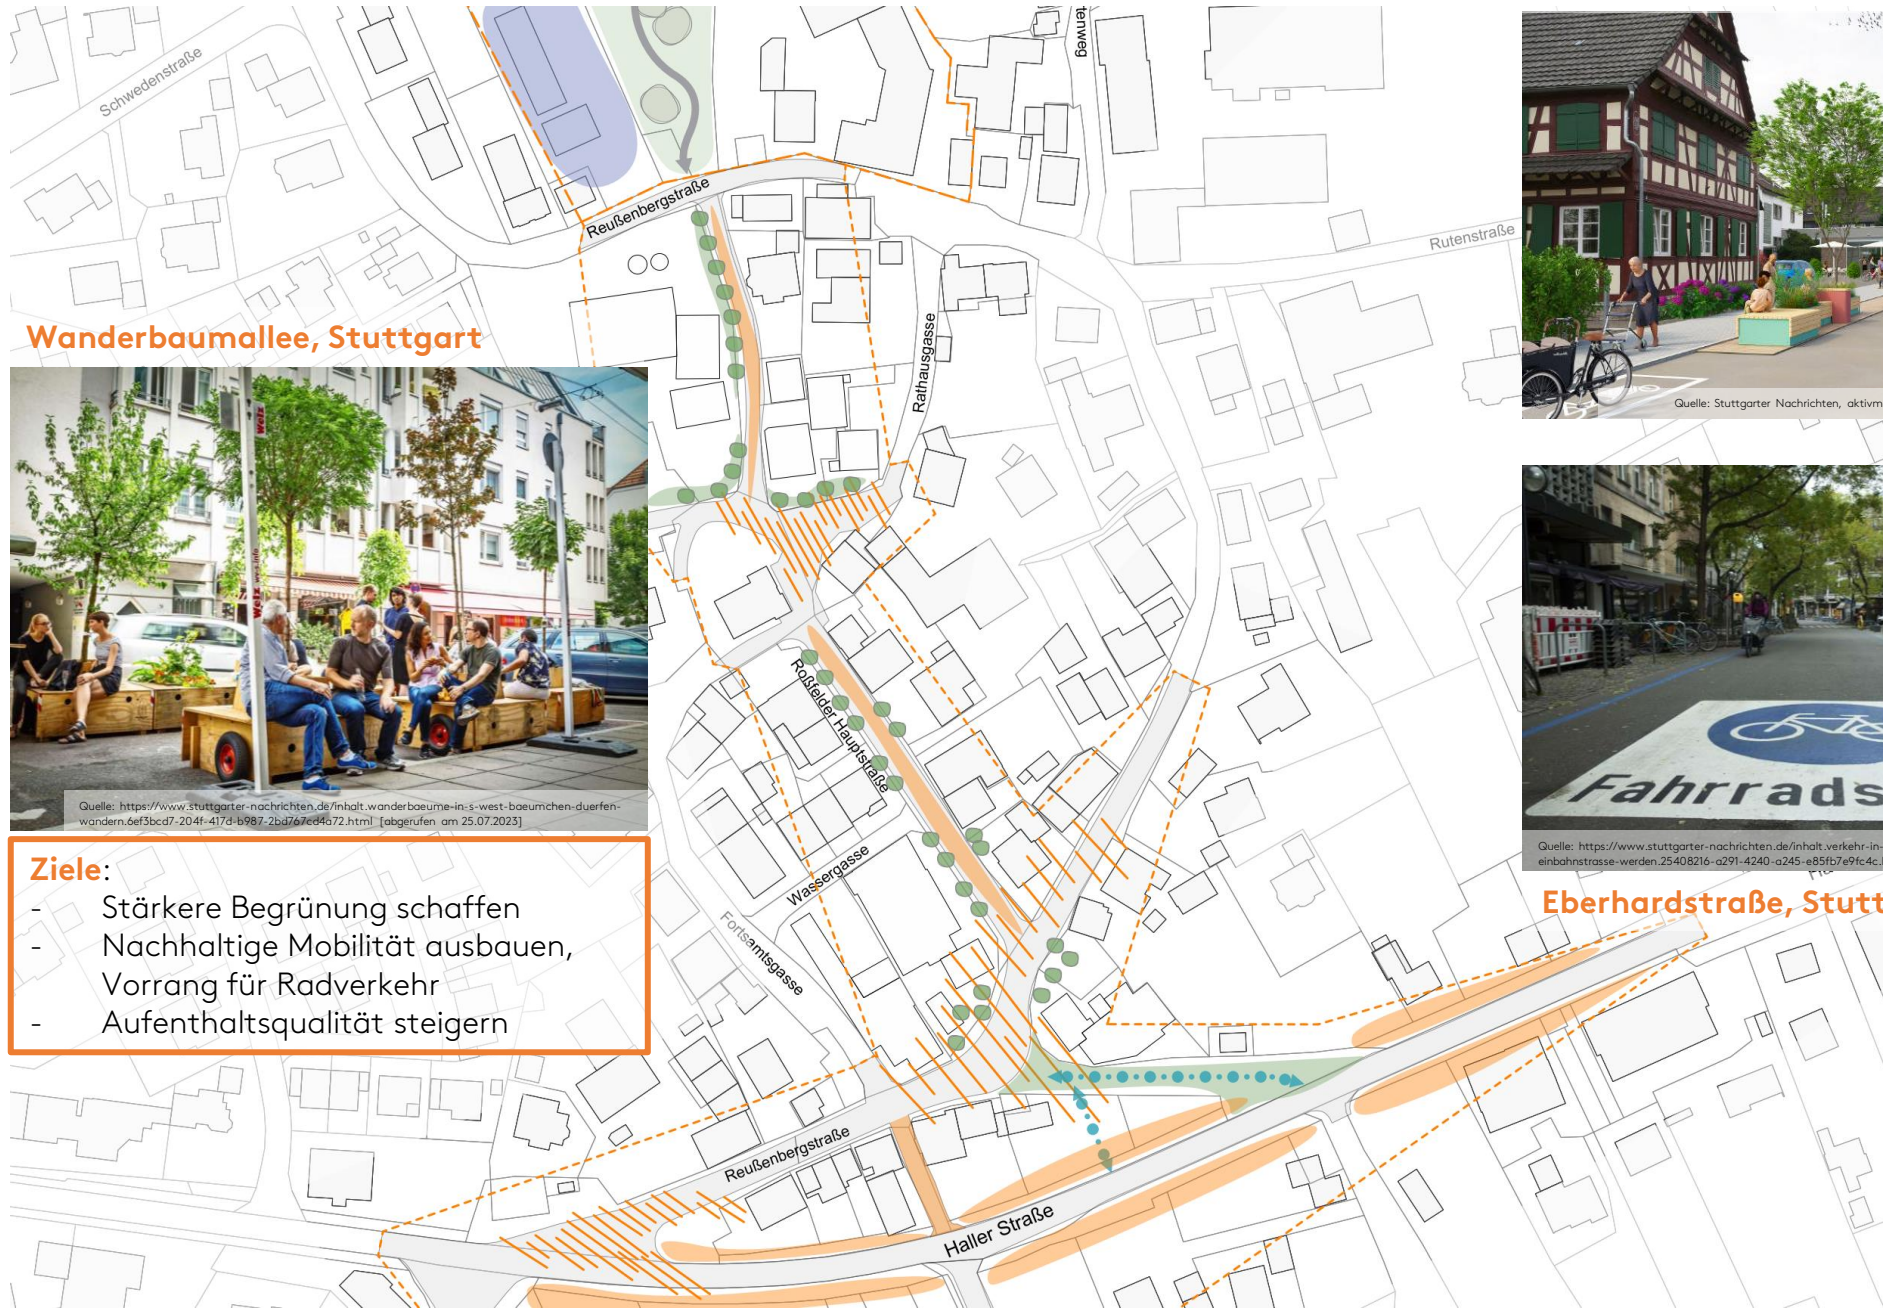 Schwedenstraße
tenweg
Reußenbergstraße
Rutenstraße
Rathausgasse
Wanderbaumallee, Stuttgart
Welz
Quelle: https://www.stuttgarter-nachrichten.de/inhalt.wanderbaeume-in-s-west-baeumchen-duerfen-
wandern.6ef3bcd7-204f-417d-b987-2bd767cd4a72.html [abgerufen am 25.07.2023]
Quelle: Stuttgarter Nachrichten, aktivm
Fahrrads
Quelle: https://www.stuttgarter-nachrichten.de/inhalt.verkehr-in-
einbahnstrasse-werden.25408216-a291-4240-a245-e85fb7e9fc4c.
Eberhardstraße, Stutt
Roßfelder Hauptstraße
Wassergasse
Fortsamtsgasse
Ziele:
- Stärkere Begrünung schaffen
- Nachhaltige Mobilität ausbauen,
Vorrang für Radverkehr
- Aufenthaltsqualität steigern
Reußenbergstraße
Haller Straße